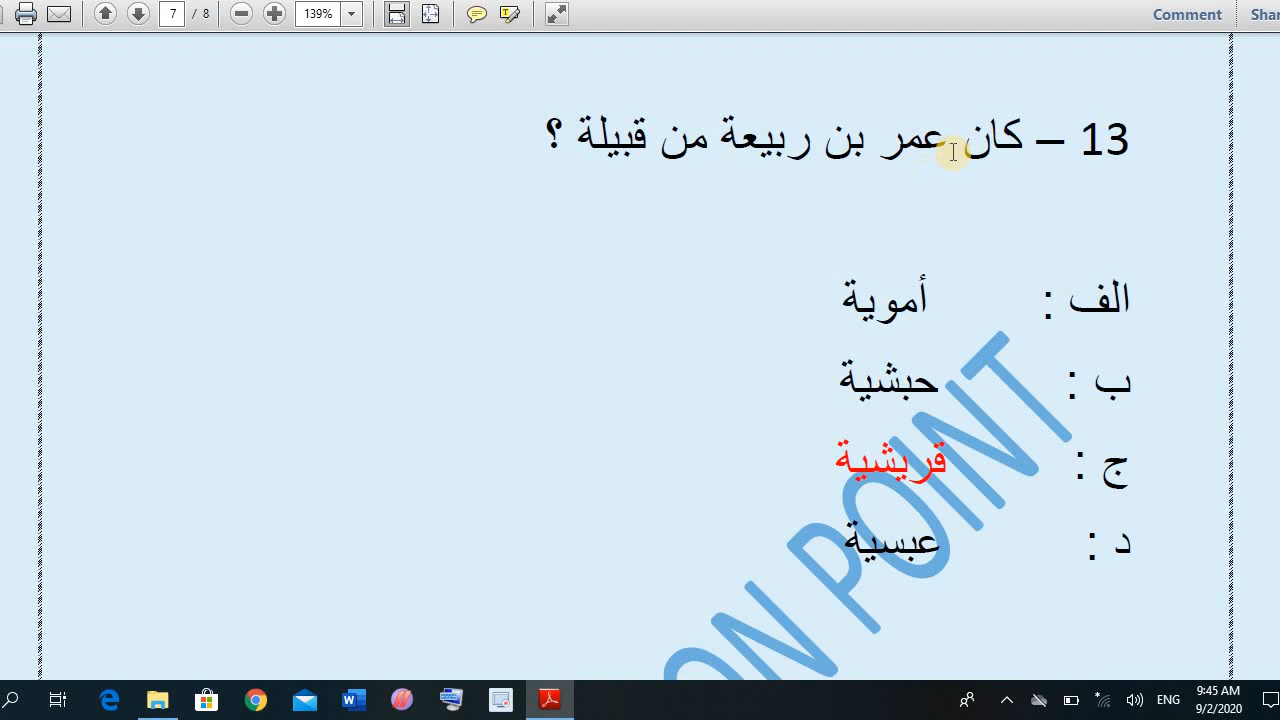 7 / 8
139%
Comment
Shar
13 – كان عمر بن ربيعة من قبيلة ؟
الف : أموية
ب : حبشية
ج : قريشية
د : عبسية
ON POINT
ENG
9:45 AM
9/2/2020